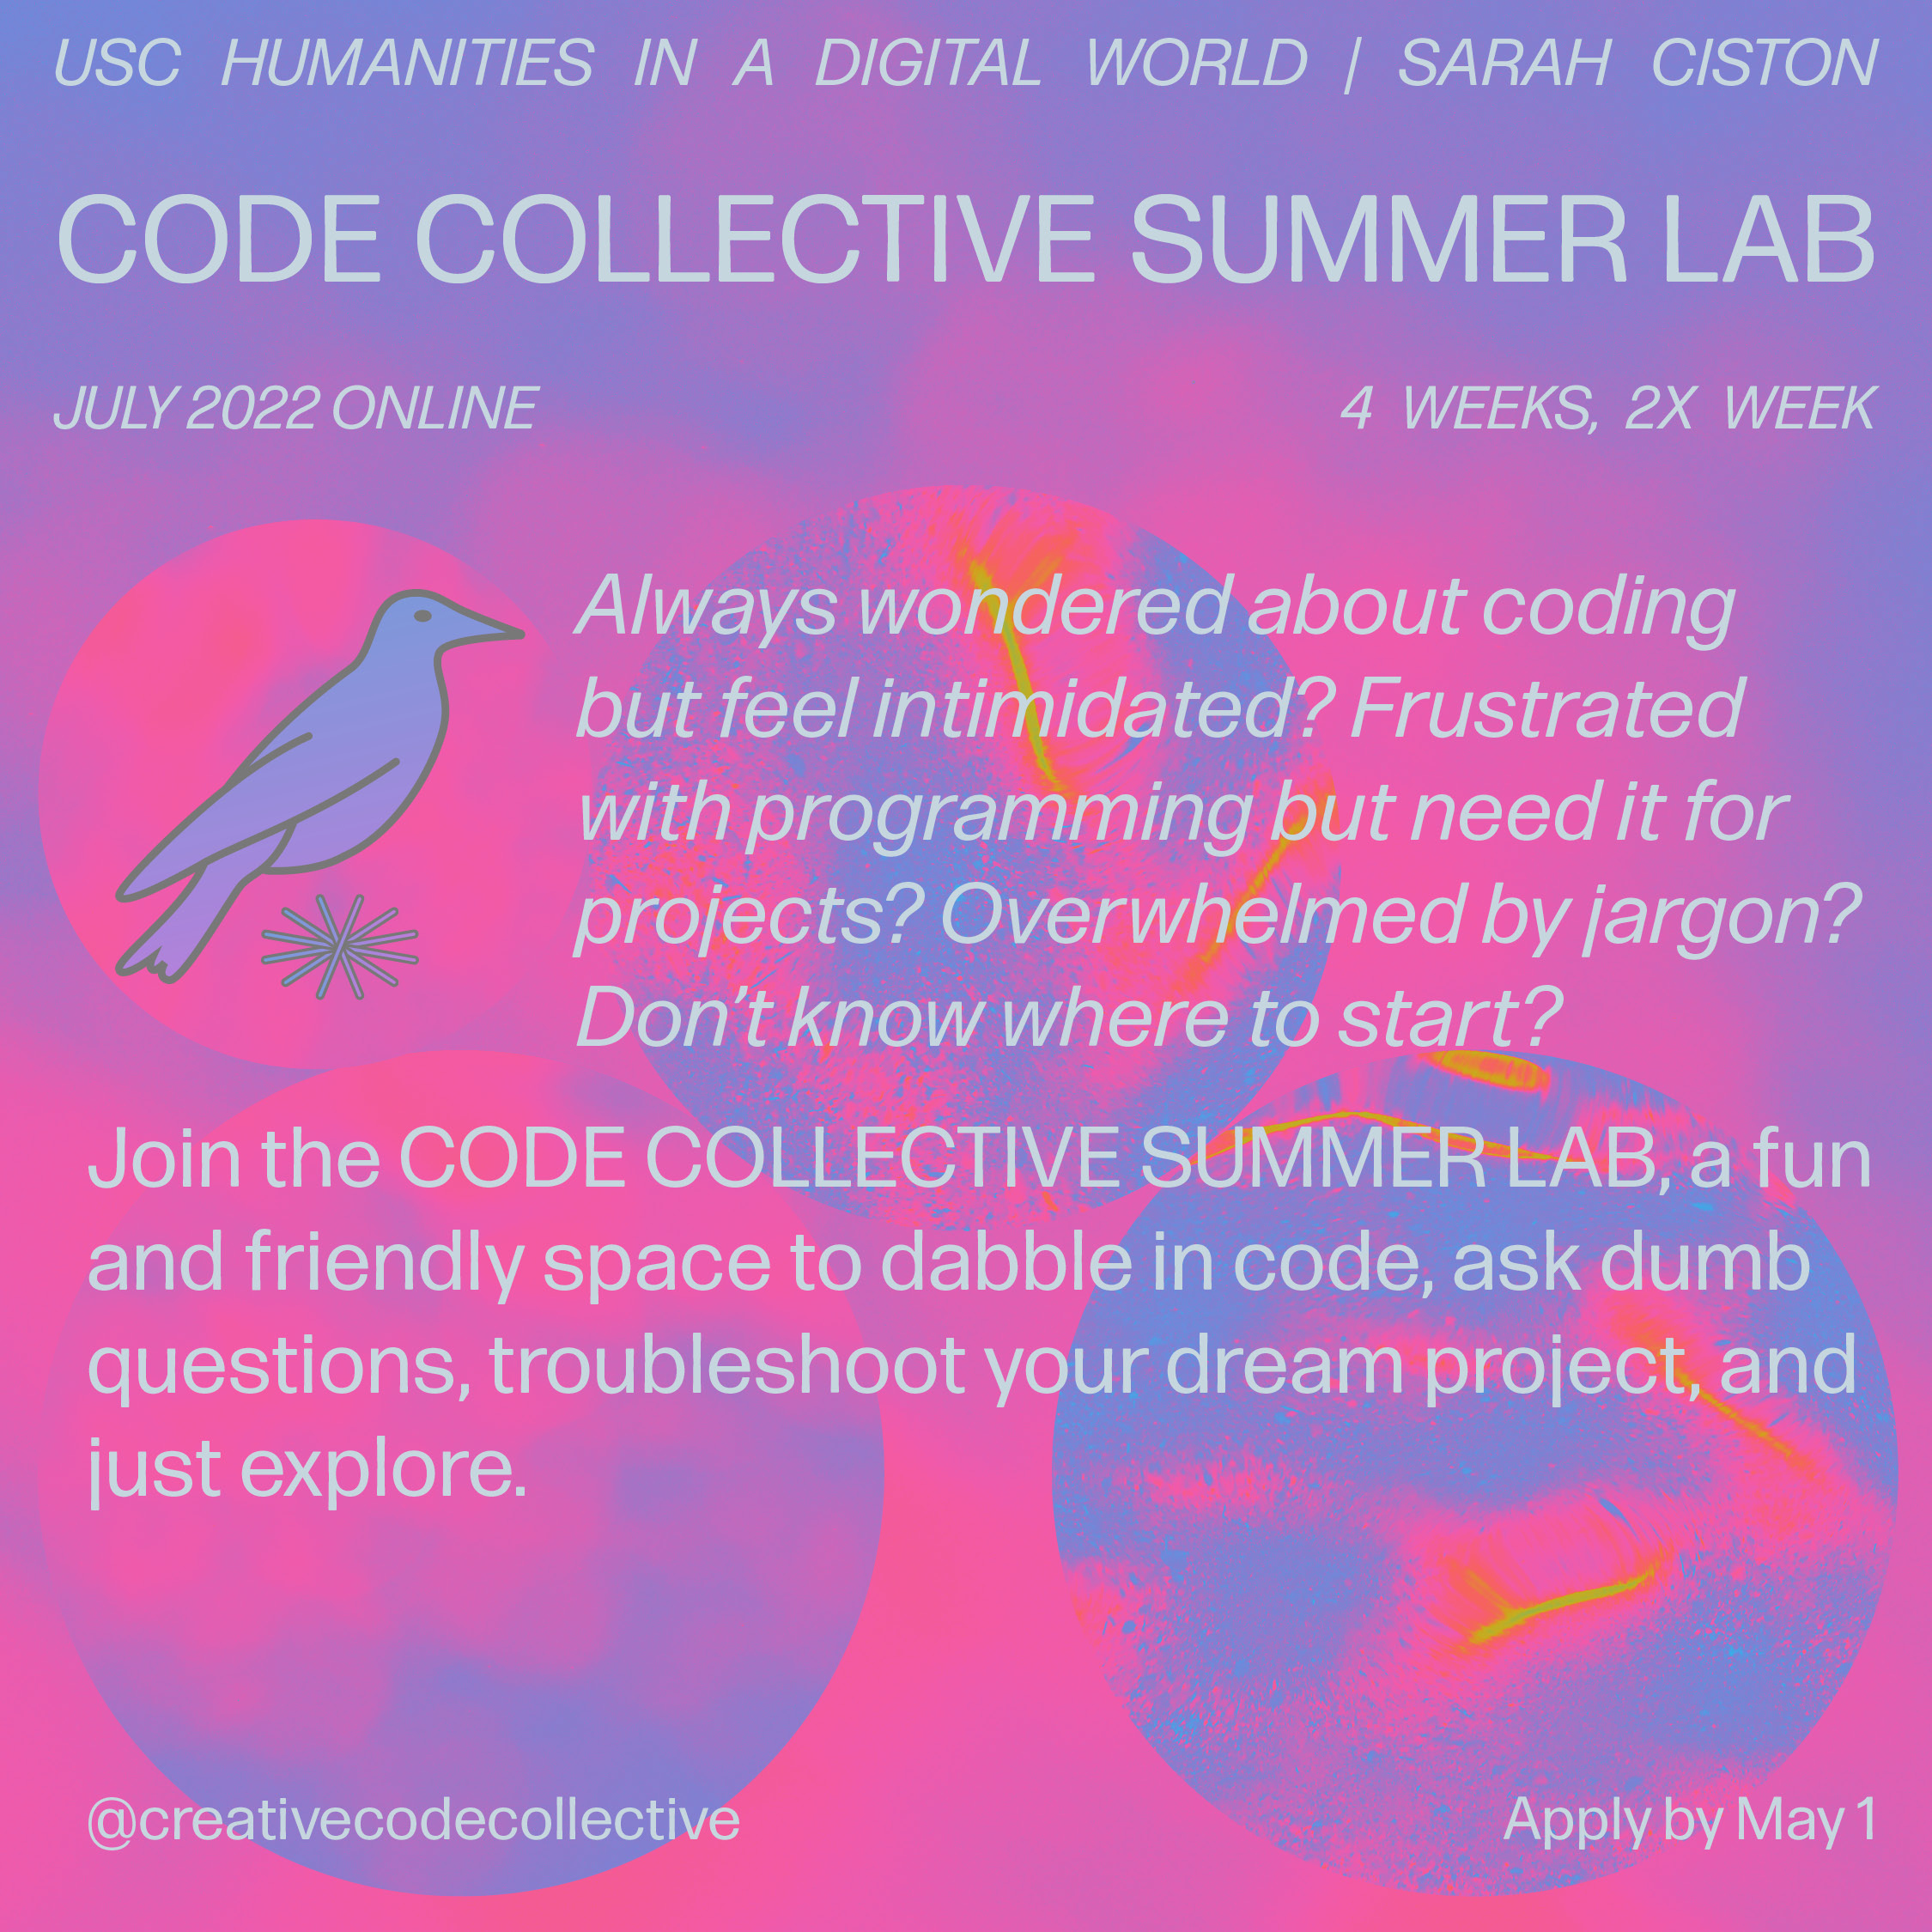 USC HUMANITIES IN A DIGITAL WORLD | SARAH CISTON
CODE COLLECTIVE SUMMER LAB
JULY 2022 ONLINE
4 WEEKS, 2X WEEK
Always wondered about coding
but feel intimidated? Frustrated
with programming but need it for
projects? Overwhelmed by jargon?
Don’t know where to start?
Join the CODE COLLECTIVE SUMMER LAB, a fun
and friendly space to dabble in code, ask dumb
questions, troubleshoot your dream project, and
just explore.
@creativecodecollective
Apply by May 1